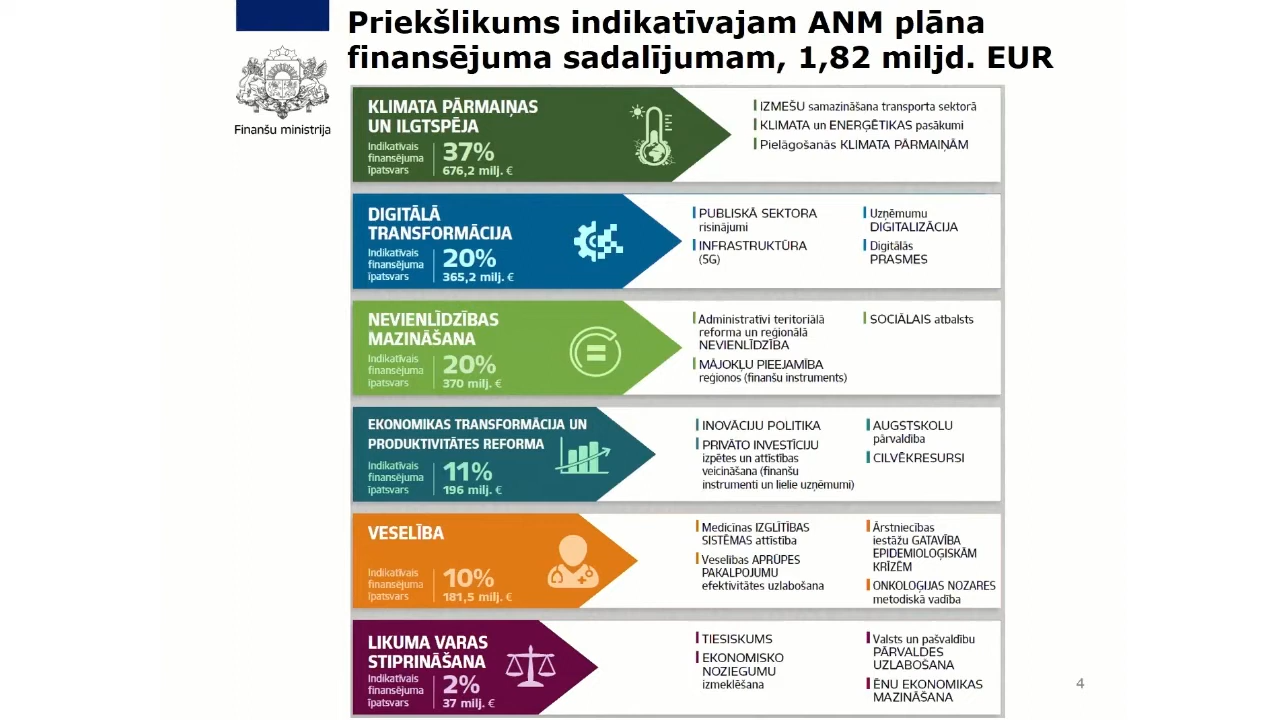 Priekšlikums indikatīvajam ANM plāna
finansējuma sadalījumam, 1,82 miljd. EUR
Finanšu ministrija
KLIMATA PĀRMAIŅAS
UN ILGTSPĒJA
Indikatīvais
finansējuma
īpatsvars
37%
676,2 milj. €
IZMEŠU samazināšana transporta sektorā
KLIMATA un ENERĢĒTIKAS pasākumi
Pielāgošanās KLIMATA PĀRMAIŅĀM
DIGITĀLĀ
TRANSFORMĀCIJA
Indikatīvais
finansējuma
īpatsvars
20%
365,2 milj. €
PUBLISKĀ SEKTORA
risinājumi
INFRASTRUKTŪRA
(5G)
Uzņēmumu
DIGITALIZĀCIJA
Digitālās
PRASMES
NEVIENLĪDZĪBAS
MAZINĀŠANA
Indikatīvais
finansējuma
īpatsvars
20%
370 milj. €
Administratīvi teritoriālā
reforma un reģionālā
NEVIENLĪDZĪBA
MĀJOKĻU PIEEJAMĪBA
reģionos (finanšu instruments)
SOCIĀLAIS atbalsts
EKONOMIKAS TRANSFORMĀCIJA UN
PRODUKTIVITĀTES REFORMA
Indikatīvais
finansējuma
īpatsvars
11%
196 milj. €
INOVĀCIJU POLITIKA
PRIVĀTO INVESTĪCIJU
izpētes un attīstības
veicināšana (finanšu
instrumenti un lielie uzņēmumi)
AUGSTSKOLU
pārvaldība
CILVĒKRESURSI
VESELĪBA
Indikatīvais
finansējuma
īpatsvars
10%
181,5 milj. €
Medicīnas IZGLĪTĪBAS
SISTĒMAS attīstība
Veselības APRŪPES
PAKALPOJUMU
efektivitātes uzlabošana
Ārstniecības
iestāžu GATAVĪBA
EPIDEMIOLOĢISKĀM
KRĪZĒM
ONKOLOĢIJAS NOZARES
metodiskā vadība
LIKUMA VARAS
STIPRINĀŠANA
Indikatīvais
finansējuma
īpatsvars
2%
37 milj. €
TIESISKUMS
EKONOMISKO
NOZIEGUMU
izmeklēšana
Valsts un pašvaldību
PĀRVALDES
UZLABOŠANA
ĒNU EKONOMIKAS
MAZINĀŠANA
4